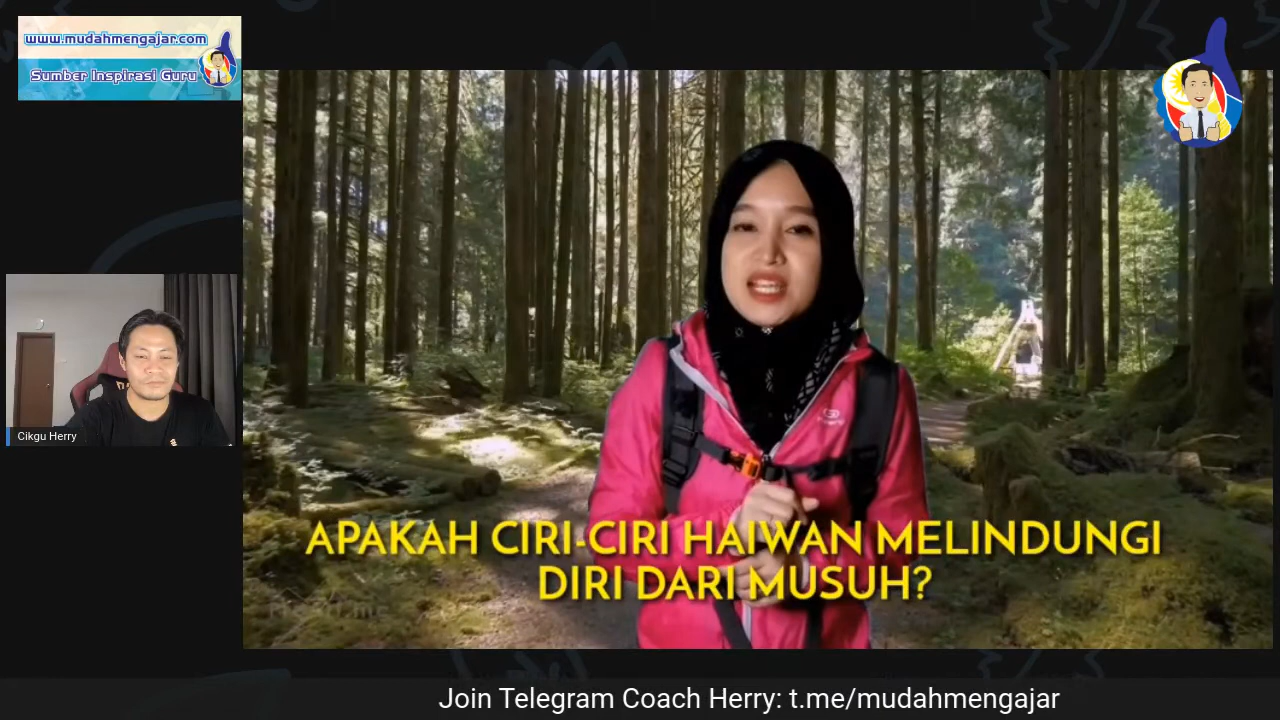 www.mudahmengajar.com
Sumber Inspirasi Guru
Cikgu Herry
APAKAH CIRI-CIRI HAIWAN MELINDUNGI
DIRI DARI MUSUH?
Join Telegram Coach Herry: t.me/mudahmengajar